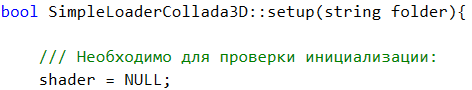 bool SimpleLoaderCollada3D::setup(string folder){
/// Необходимо для проверки инициализации:
shader = NULL;